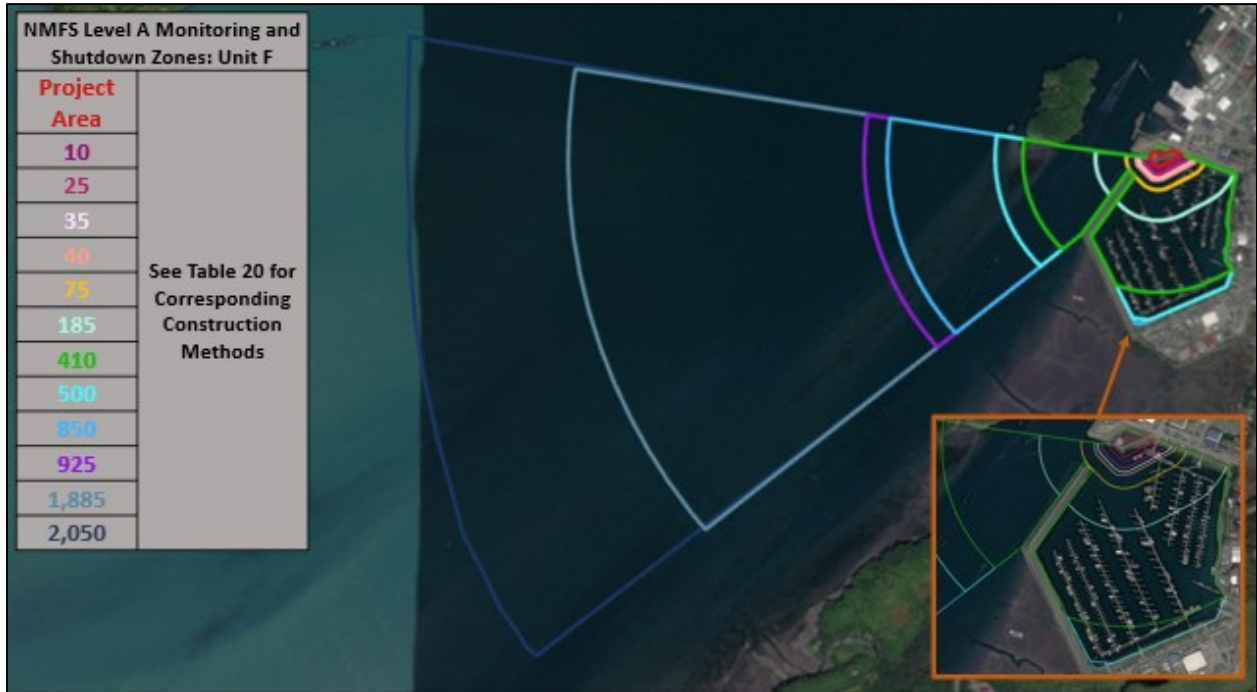 NMFS Level A Monitoring and
Shutdown Zones: Unit F
Project
Area
10
25
35
40
75
185
410
500
850
925
1,885
2,050
See Table 20 for
Corresponding
Construction
Methods